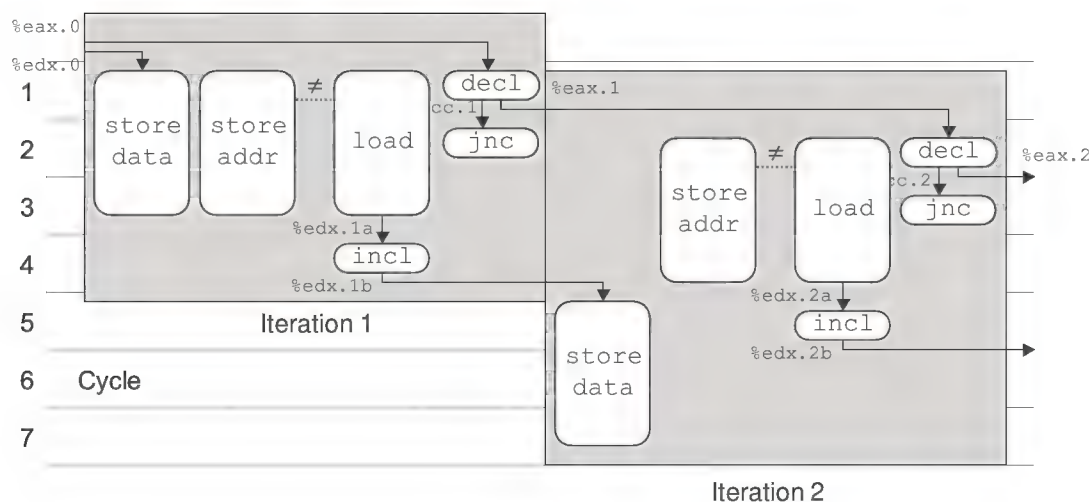 %eax.0
%edx.0
1
2
3
4
5
6
7
store
data
store
addr
≠
load
decl
cc.1
jnc
%edx.1a
incl
%edx.1b
Iteration 1
Cycle
%eax.1
store
data
store
addr
≠
load
decl
cc.2
jnc
%eax.2
%edx.2a
incl
%edx.2b
Iteration 2